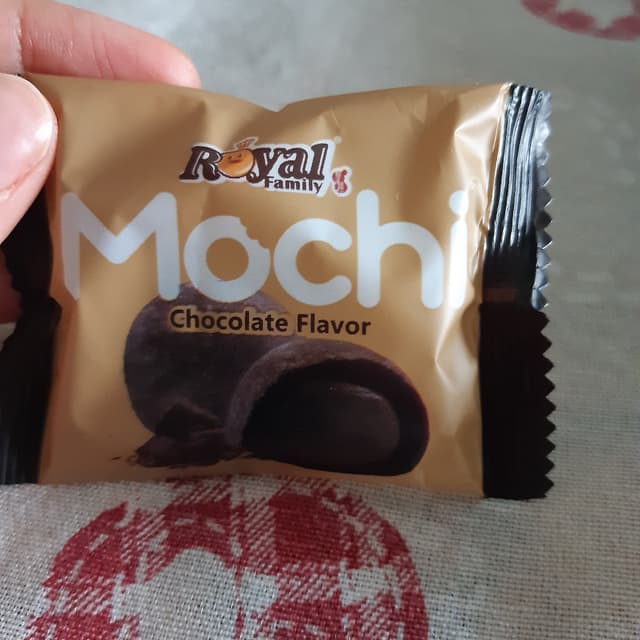 Royal
Family
Mochi
Chocolate Flavor